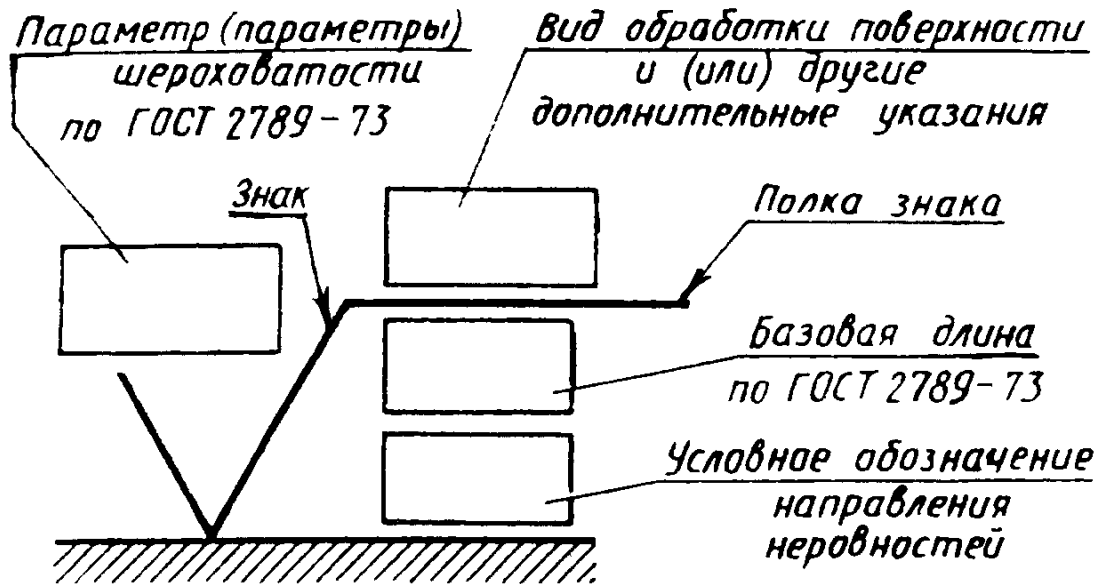 Параметр (параметры)
шероховатости
по ГОСТ 2789-73
Вид обработки поверхности
и (или) другие
дополнительные указания
Знак
Полка знака
Базовая длина
по ГОСТ 2789-73
Условное обозначение
направления
неровностей